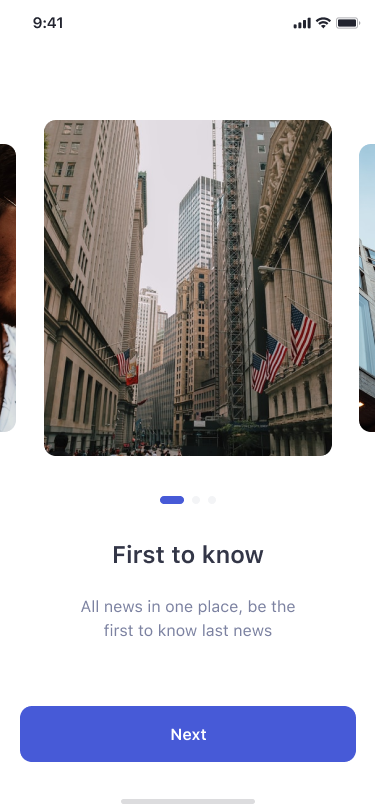 9:41
First to know
All news in one place, be the
first to know last news
Next